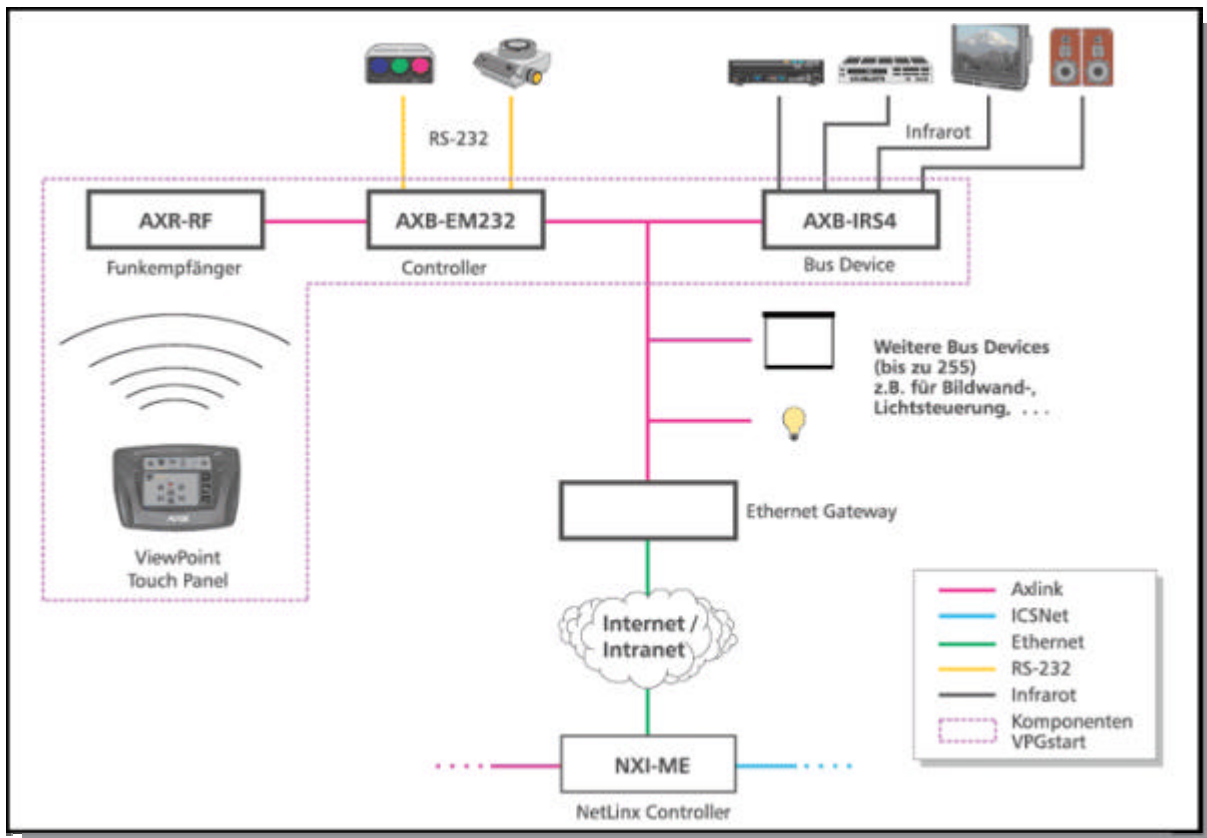 RS-232
Infrarot
AXR-RF
AXB-EM232
AXB-IRS4
Funkempfänger
Controller
Bus Device
Weitere Bus Devices
(bis zu 255)
z.B. für Bildwand-,
Lichtsteuerung, . . .
Ethernet Gateway
ViewPoint
Touch Panel
Internet /
Intranet
Axlink
ICSNet
Ethernet
RS-232
Infrarot
Komponenten
VPGstart
NXI-ME
NetLinx Controller